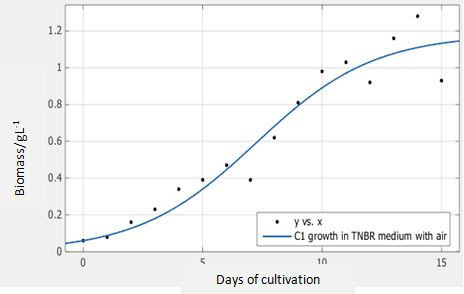 1.2
1
0.8
0.6
0.4
0.2
0
Biomass/gL-1
0
5
10
15
y vs. x
C1 growth in TNBR medium with air
Days of cultivation